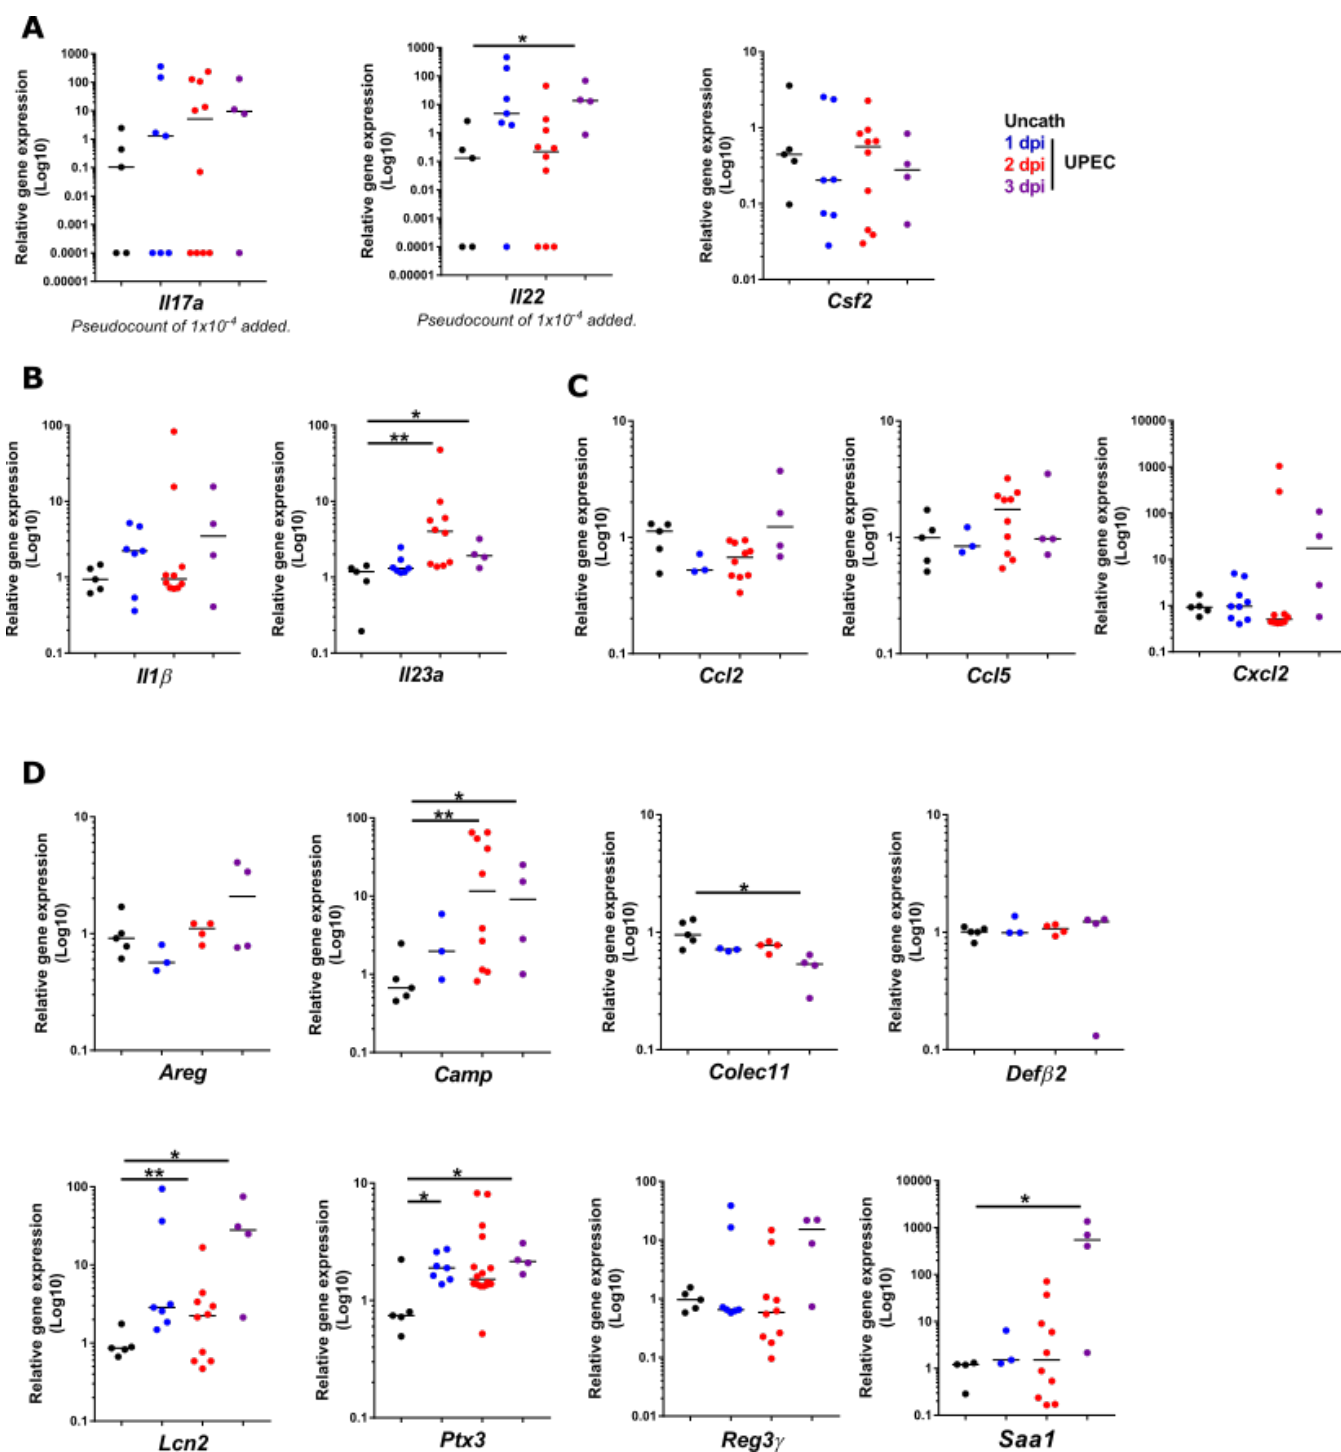 A
Relative gene expression
(Log10)
1000
100
10
1
0.1
0.01
0.001
0.0001
0.00001
Il17a
Pseudocount of 1x10⁻⁴ added.
*
Relative gene expression
(Log10)
1000
100
10
1
0.1
0.01
0.001
0.0001
0.00001
Il22
Pseudocount of 1x10⁻⁴ added.
Relative gene expression
(Log10)
10
1
0.1
0.01
Csf2
Uncath
1 dpi
2 dpi
3 dpi
UPEC
B
Relative gene expression
(Log10)
100
10
1
0.1
Il1β
*
**
Relative gene expression
(Log10)
100
10
1
0.1
Il23a
C
Relative gene expression
(Log10)
10
1
0.1
Ccl2
Relative gene expression
(Log10)
10
1
0.1
Ccl5
Relative gene expression
(Log10)
10000
1000
100
10
1
0.1
Cxcl2
D
Relative gene expression
(Log10)
10
1
0.1
Areg
*
**
Relative gene expression
(Log10)
100
10
1
0.1
Camp
*
Relative gene expression
(Log10)
10
1
0.1
Colec11
Relative gene expression
(Log10)
10
1
0.1
Defβ2
*
**
Relative gene expression
(Log10)
100
10
1
0.1
Lcn2
*
*
Relative gene expression
(Log10)
10
1
0.1
Ptx3
Relative gene expression
(Log10)
100
10
1
0.1
0.01
Reg3γ
*
Relative gene expression
(Log10)
10000
1000
100
10
1
0.1
Saa1